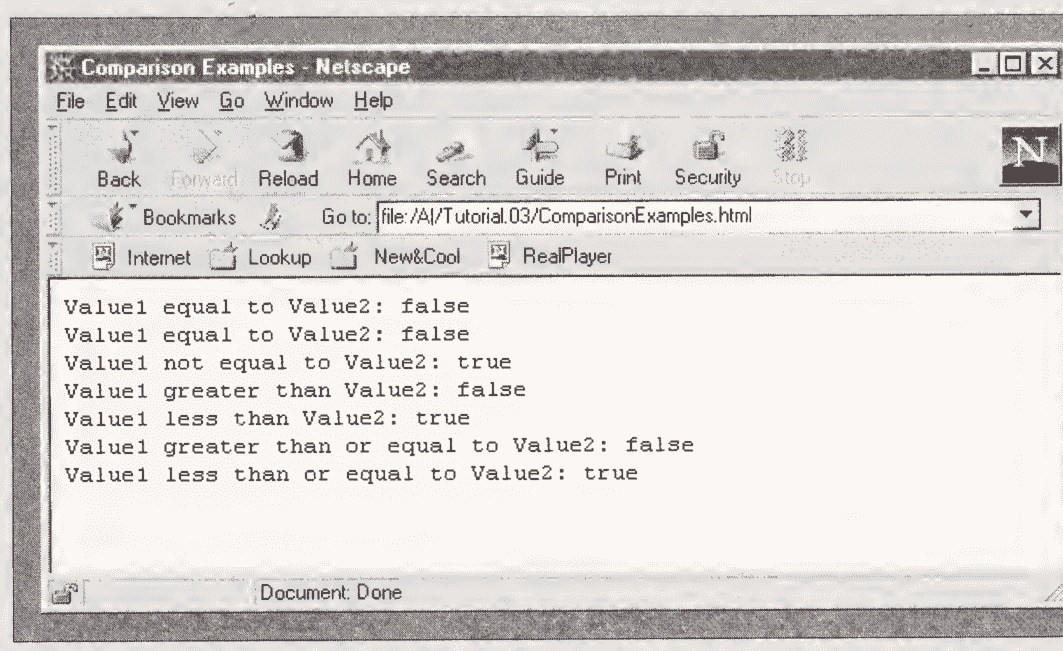 Comparison Examples - Netscape
File Edit View Go Window Help
N
Back Forward Reload Home Search Guide Print Security Stop
Bookmarks Go to: file:/A|/Tutorial.03/ComparisonExamples.html
Internet Lookup New&Cool RealPlayer
Value1 equal to Value2: false
Value1 equal to Value2: false
Value1 not equal to Value2: true
Value1 greater than Value2: false
Value1 less than Value2: true
Value1 greater than or equal to Value2: false
Value1 less than or equal to Value2: true
Document: Done